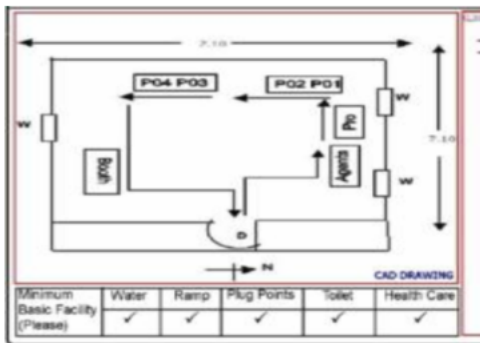 7.10
P04 P03
P02 P01
W
W
Pro
7.10
Booth
Agents
W
D
N
CAD DRAWING
Minimum Basic Facility (Please)
Water
Ramp
Plug Points
Toilet
Health Care
✓ ✓ ✓ ✓ ✓